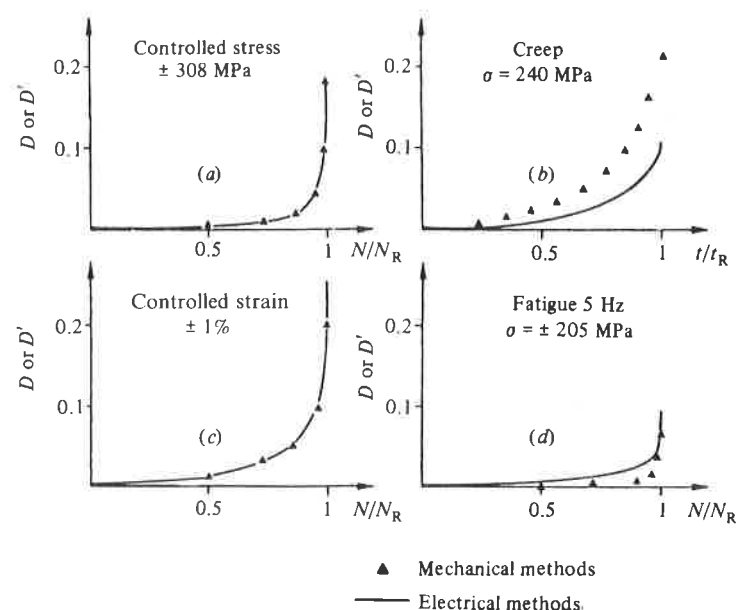 Controlled stress
± 308 MPa
D or D'
0.2
0.1
(a)
0.5
1
N/N_R
Creep
σ = 240 MPa
D or D'
0.2
0.1
(b)
0.5
1
t/t_R
Controlled strain
± 1%
D or D'
0.2
0.1
(c)
0.5
1
N/N_R
Fatigue 5 Hz
σ = ± 205 MPa
D or D'
0.2
0.1
(d)
0.5
1
N/N_R
▲ Mechanical methods
— Electrical methods